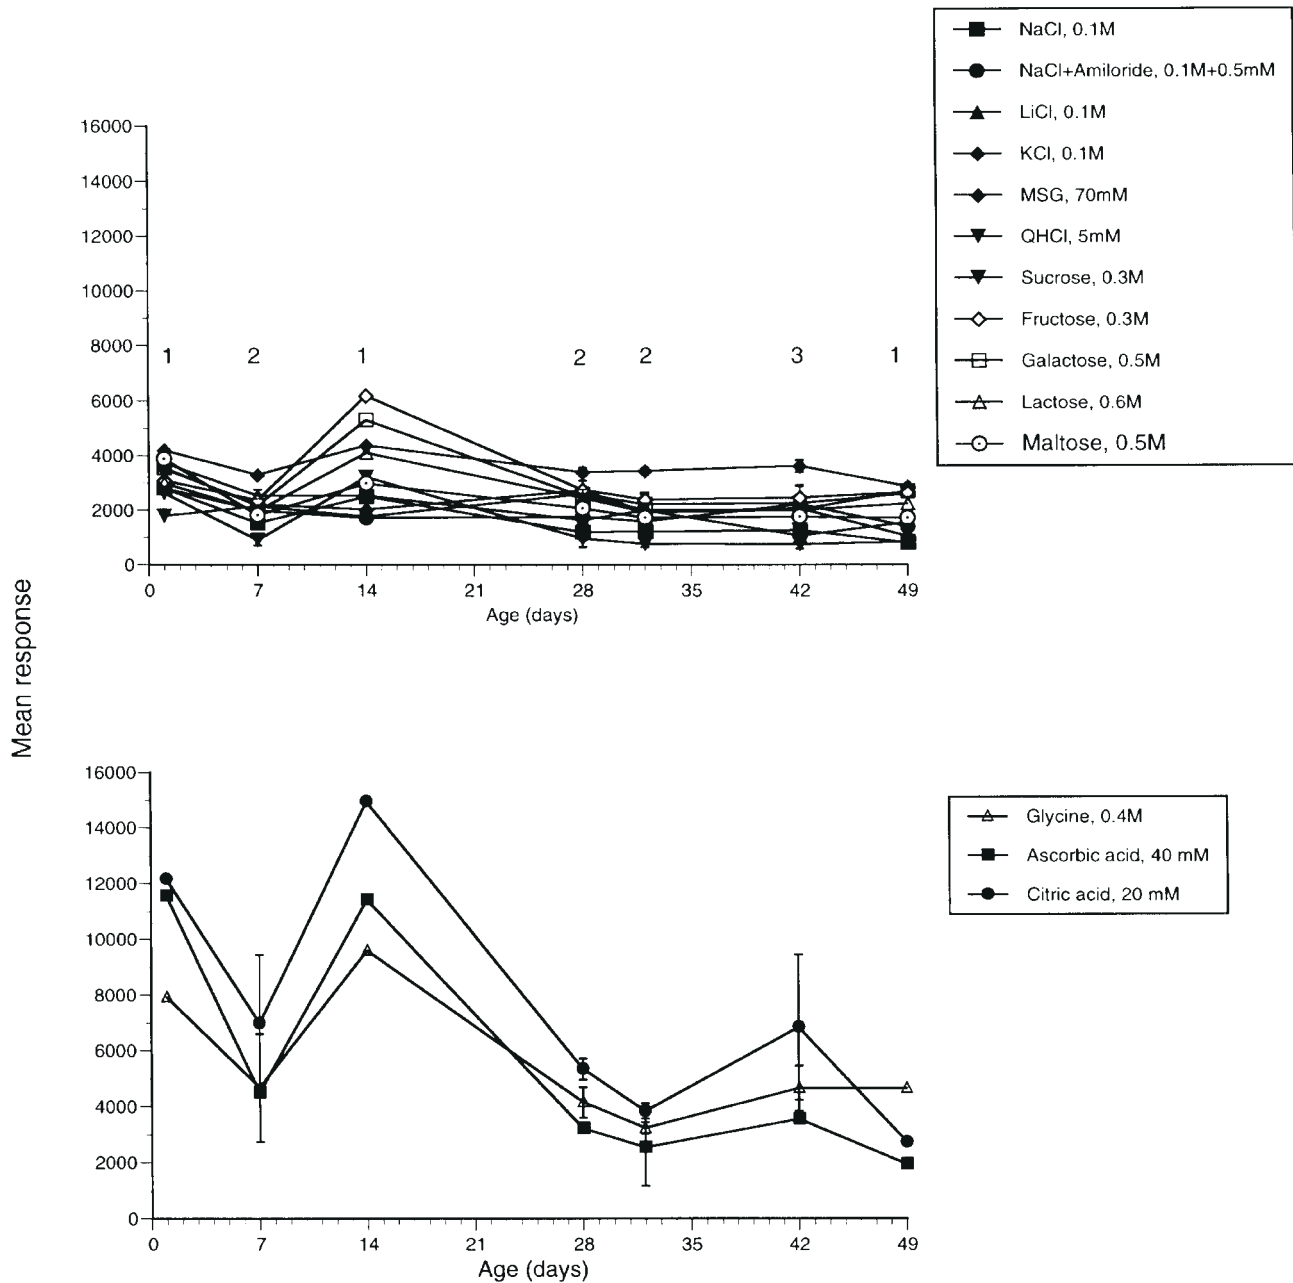 NaCl, 0.1M
NaCl+Amiloride, 0.1M+0.5mM
LiCl, 0.1M
KCl, 0.1M
MSG, 70mM
QHCl, 5mM
Sucrose, 0.3M
Fructose, 0.3M
Galactose, 0.5M
Lactose, 0.6M
Maltose, 0.5M
16000
14000
12000
10000
8000
6000
4000
2000
0
1 2 1 2 2 3 1
0 7 14 21 28 35 42 49
Age (days)
Mean response
16000
14000
12000
10000
8000
6000
4000
2000
0
0 7 14 21 28 35 42 49
Age (days)
Glycine, 0.4M
Ascorbic acid, 40 mM
Citric acid, 20 mM